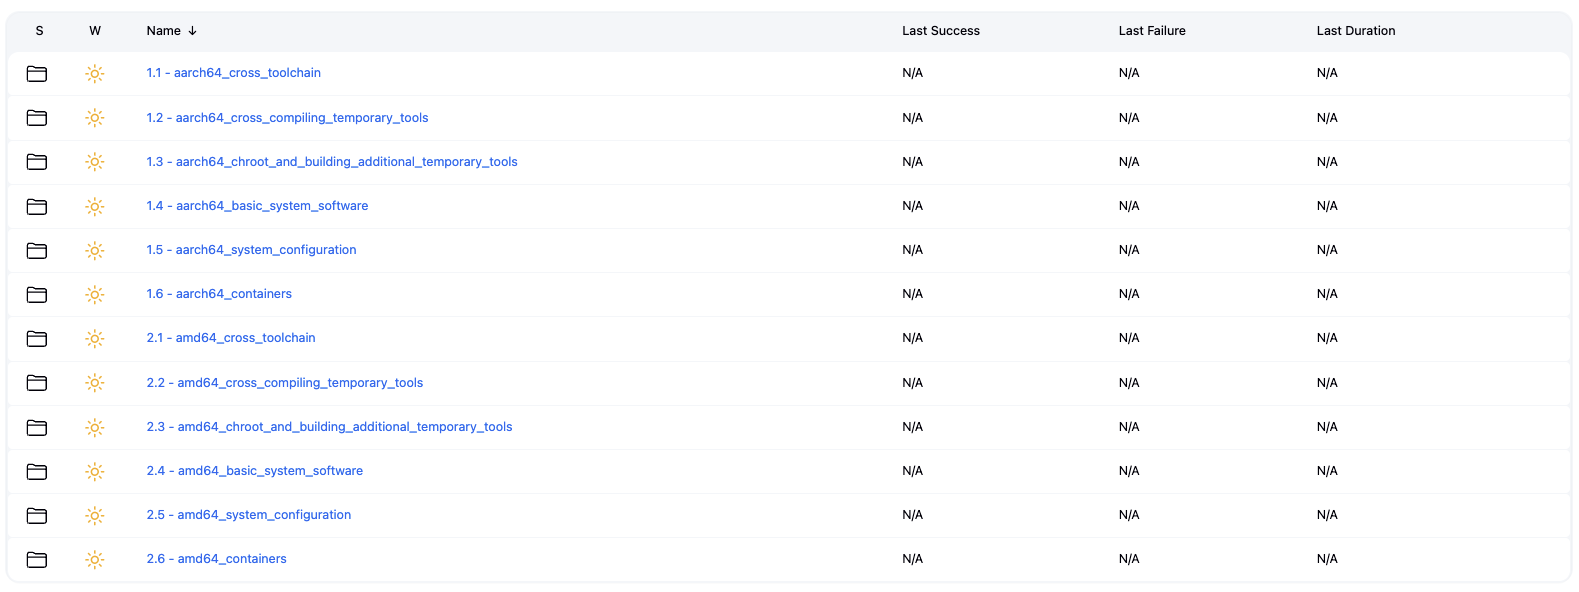 S W Name ↓ Last Success Last Failure Last Duration
1.1 - aarch64_cross_toolchain N/A N/A N/A
1.2 - aarch64_cross_compiling_temporary_tools N/A N/A N/A
1.3 - aarch64_chroot_and_building_additional_temporary_tools N/A N/A N/A
1.4 - aarch64_basic_system_software N/A N/A N/A
1.5 - aarch64_system_configuration N/A N/A N/A
1.6 - aarch64_containers N/A N/A N/A
2.1 - amd64_cross_toolchain N/A N/A N/A
2.2 - amd64_cross_compiling_temporary_tools N/A N/A N/A
2.3 - amd64_chroot_and_building_additional_temporary_tools N/A N/A N/A
2.4 - amd64_basic_system_software N/A N/A N/A
2.5 - amd64_system_configuration N/A N/A N/A
2.6 - amd64_containers N/A N/A N/A